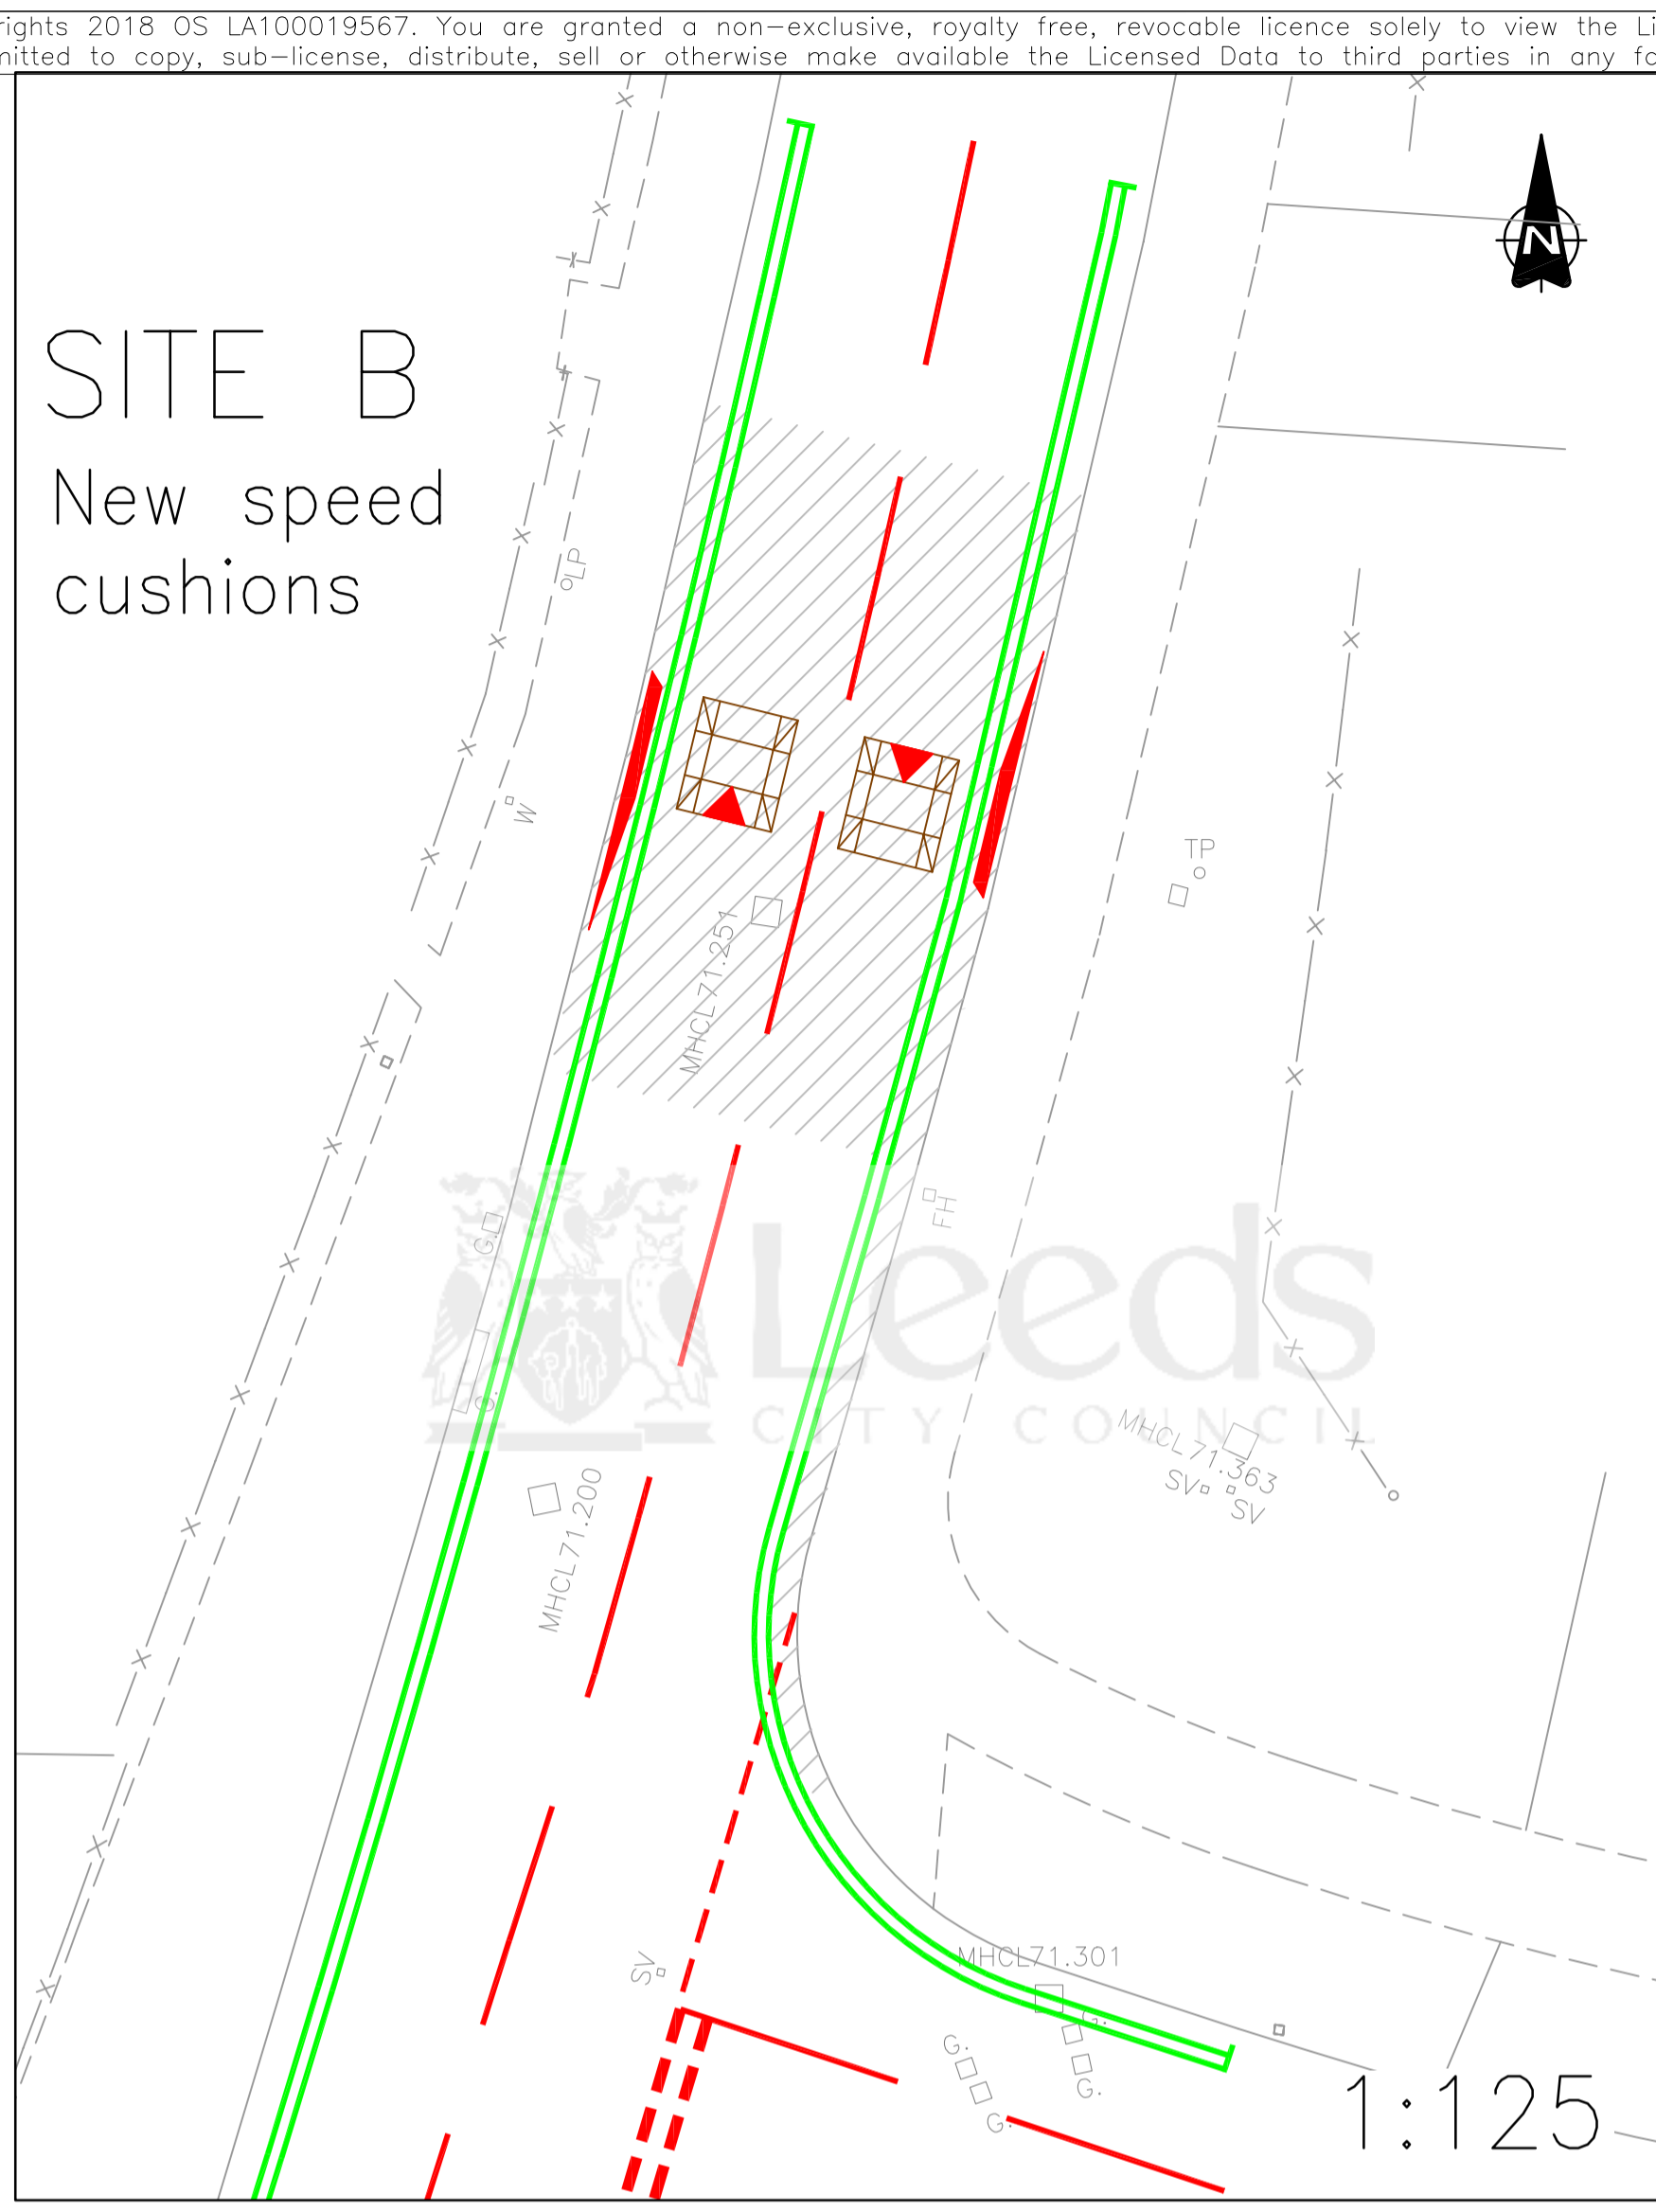 rights 2018 OS LA100019567. You are granted a non-exclusive, royalty free, revocable licence solely to view the Li
mitted to copy, sub-license, distribute, sell or otherwise make available the Licensed Data to third parties in any fo
N
SITE B
New speed
cushions
LP
W
TP
MHCL71.251
FH
G.
Leeds
CITY COUNCIL
G.
MHCL71.363
SV
SV
MHCL71.200
MHCL71.301
SV
G.
G.
G.
G.
1:125